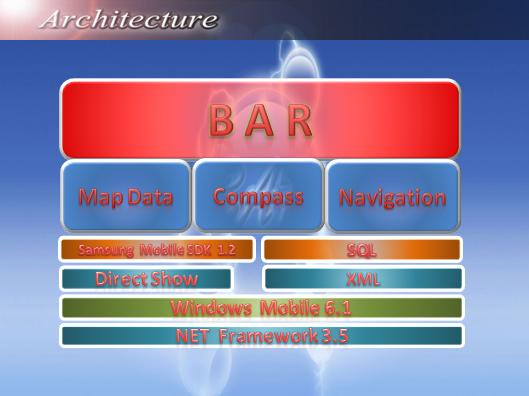 Architecture
BAR
Map Data Compass Navigation
Samsung Mobile SDK 1.2 SQL
Direct Show XML
Windows Mobile 6.1
NET Framework 3.5